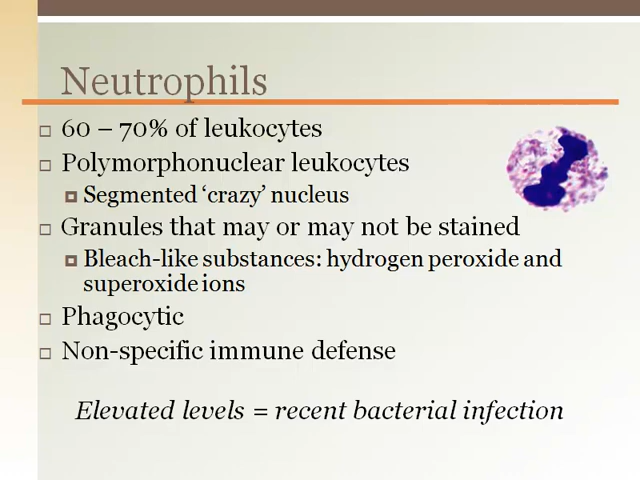 Neutrophils
60 – 70% of leukocytes
Polymorphonuclear leukocytes
Segmented ‘crazy’ nucleus
Granules that may or may not be stained
Bleach-like substances: hydrogen peroxide and
superoxide ions
Phagocytic
Non-specific immune defense
Elevated levels = recent bacterial infection